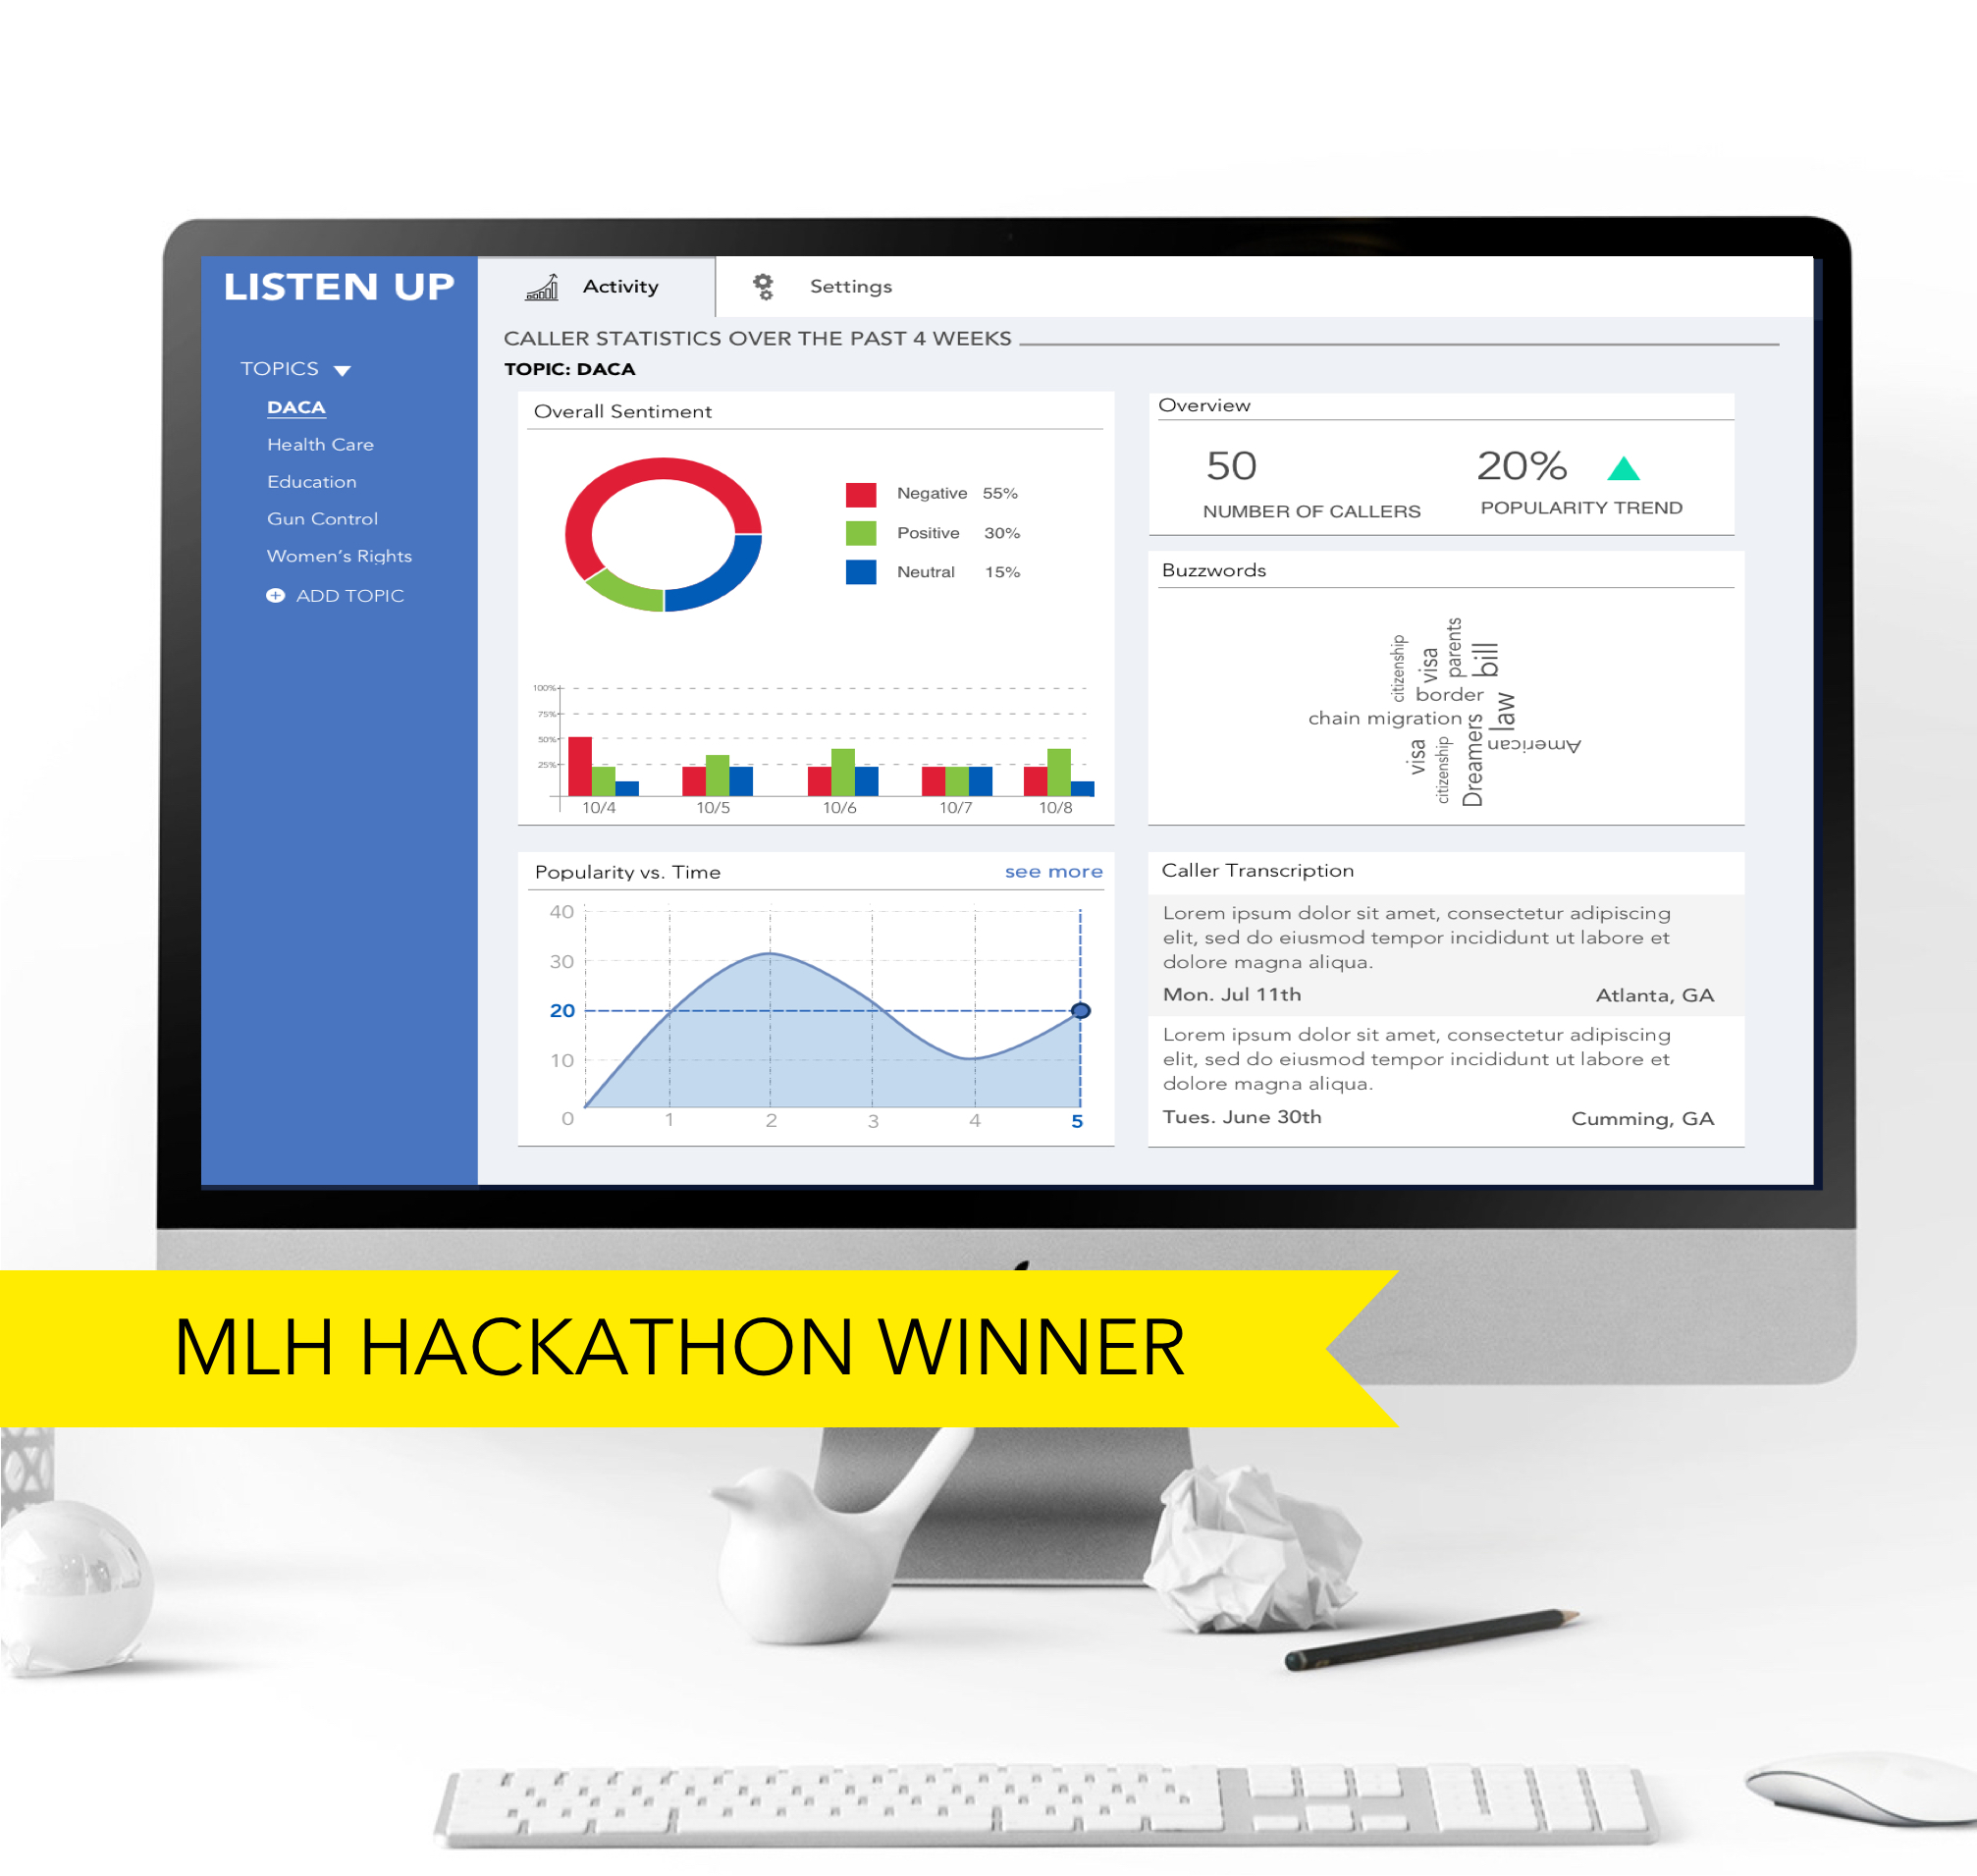 LISTEN UP
Activity
Settings
TOPICS
DACA
Health Care
Education
Gun Control
Women's Rights
ADD TOPIC
CALLER STATISTICS OVER THE PAST 4 WEEKS
TOPIC: DACA
Overall Sentiment
Negative 55%
Positive 30%
Neutral 15%
100%
75%
50%
25%
10/4 10/5 10/6 10/7 10/8
Overview
50
NUMBER OF CALLERS
20%
POPULARITY TREND
Buzzwords
citizenship
visa
parents
bill
border
chain migration
law
American
visa
citizenship
Dreamers
Popularity vs. Time
see more
40
30
20
10
0 1 2 3 4 5
Caller Transcription
Lorem ipsum dolor sit amet, consectetur adipiscing
elit, sed do eiusmod tempor incididunt ut labore et
dolore magna aliqua.
Mon. Jul 11th Atlanta, GA
Lorem ipsum dolor sit amet, consectetur adipiscing
elit, sed do eiusmod tempor incididunt ut labore et
dolore magna aliqua.
Tues. June 30th Cumming, GA
MLH HACKATHON WINNER